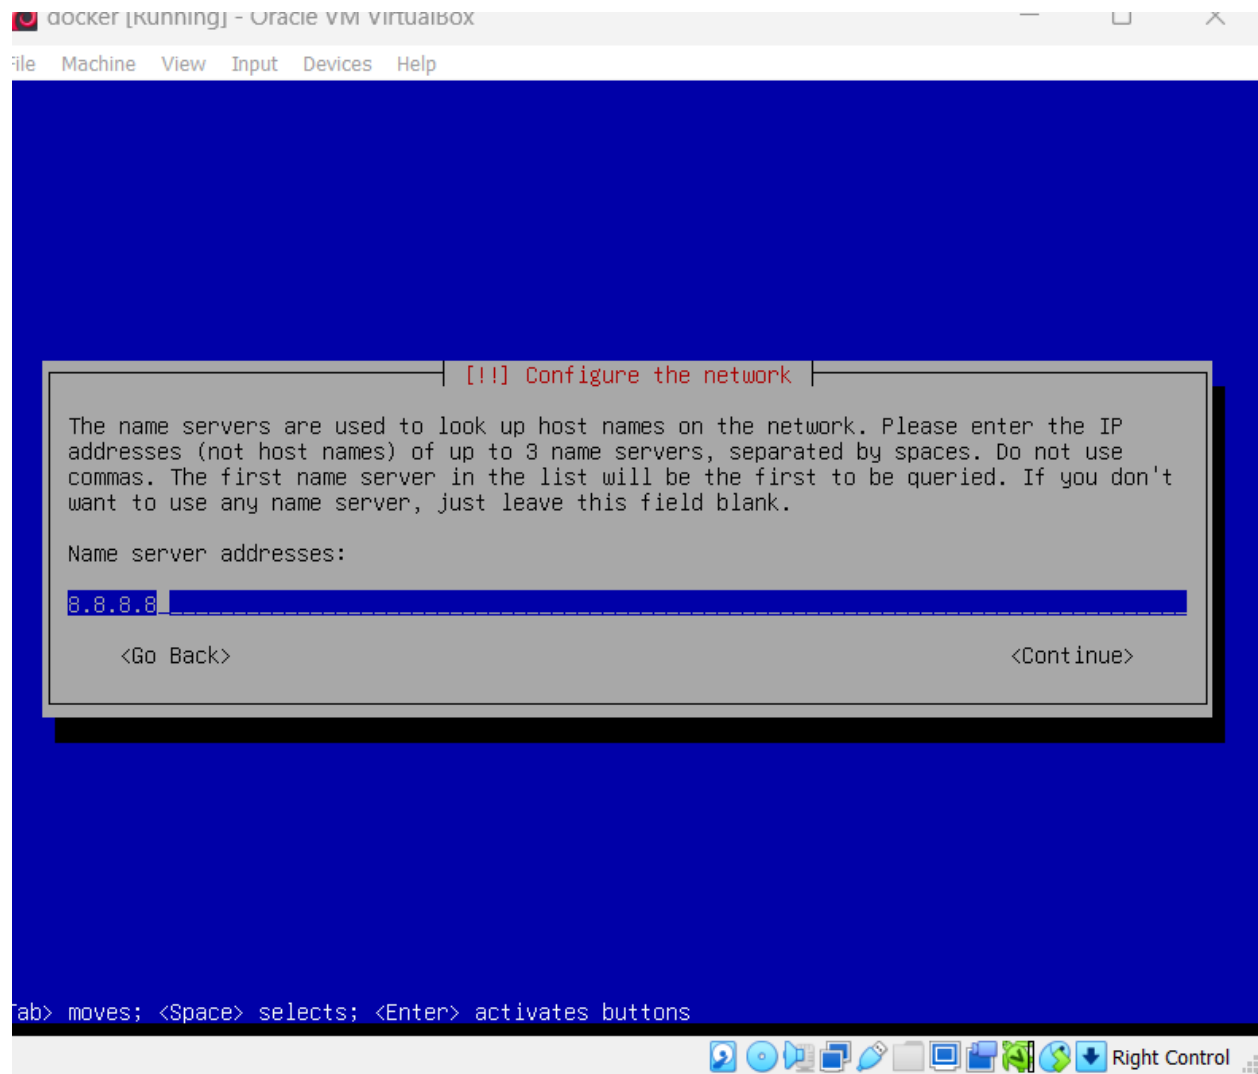 docker [Running] - Oracle VM VirtualBox
File Machine View Input Devices Help
[!!] Configure the network
The name servers are used to look up host names on the network. Please enter the IP
addresses (not host names) of up to 3 name servers, separated by spaces. Do not use
commas. The first name server in the list will be the first to be queried. If you don't
want to use any name server, just leave this field blank.
Name server addresses:
8.8.8.8
<Go Back> <Continue>
Tab> moves; <Space> selects; <Enter> activates buttons
Right Control